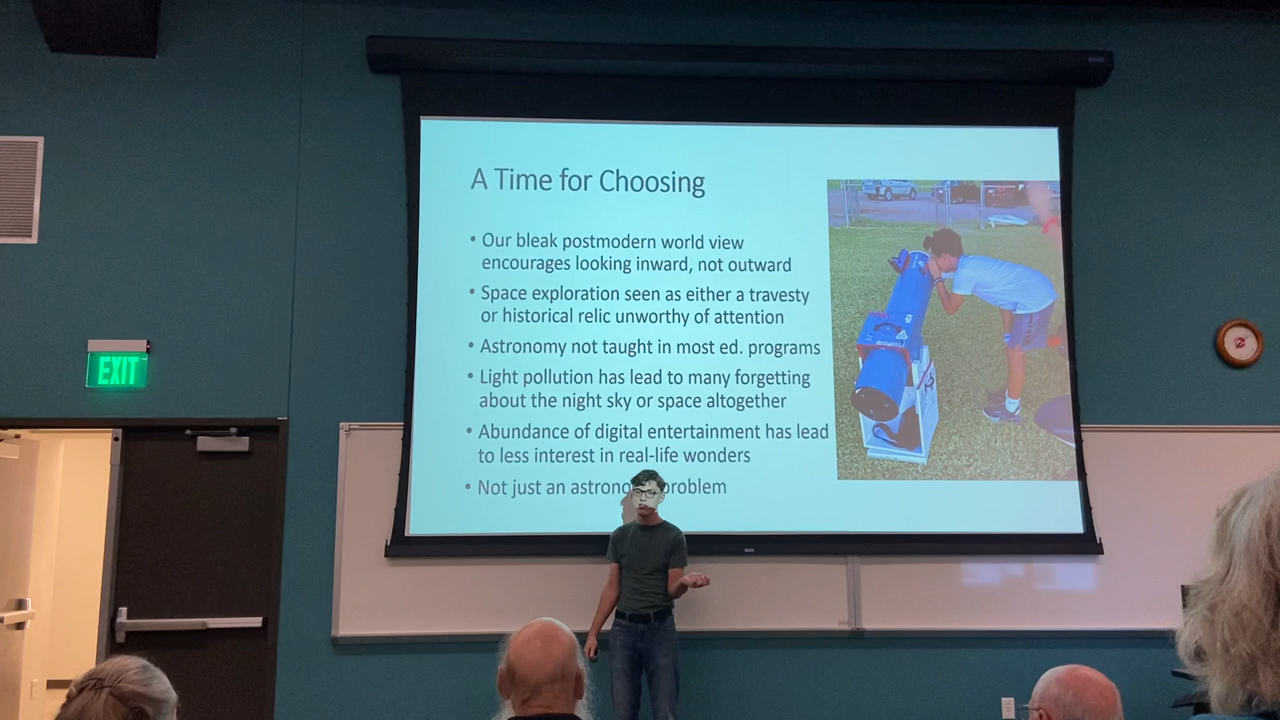 A Time for Choosing
• Our bleak postmodern world view
encourages looking inward, not outward
• Space exploration seen as either a travesty
or historical relic unworthy of attention
• Astronomy not taught in most ed. programs
• Light pollution has lead to many forgetting
about the night sky or space altogether
• Abundance of digital entertainment has lead
to less interest in real-life wonders
• Not just an astrono problem
EXIT